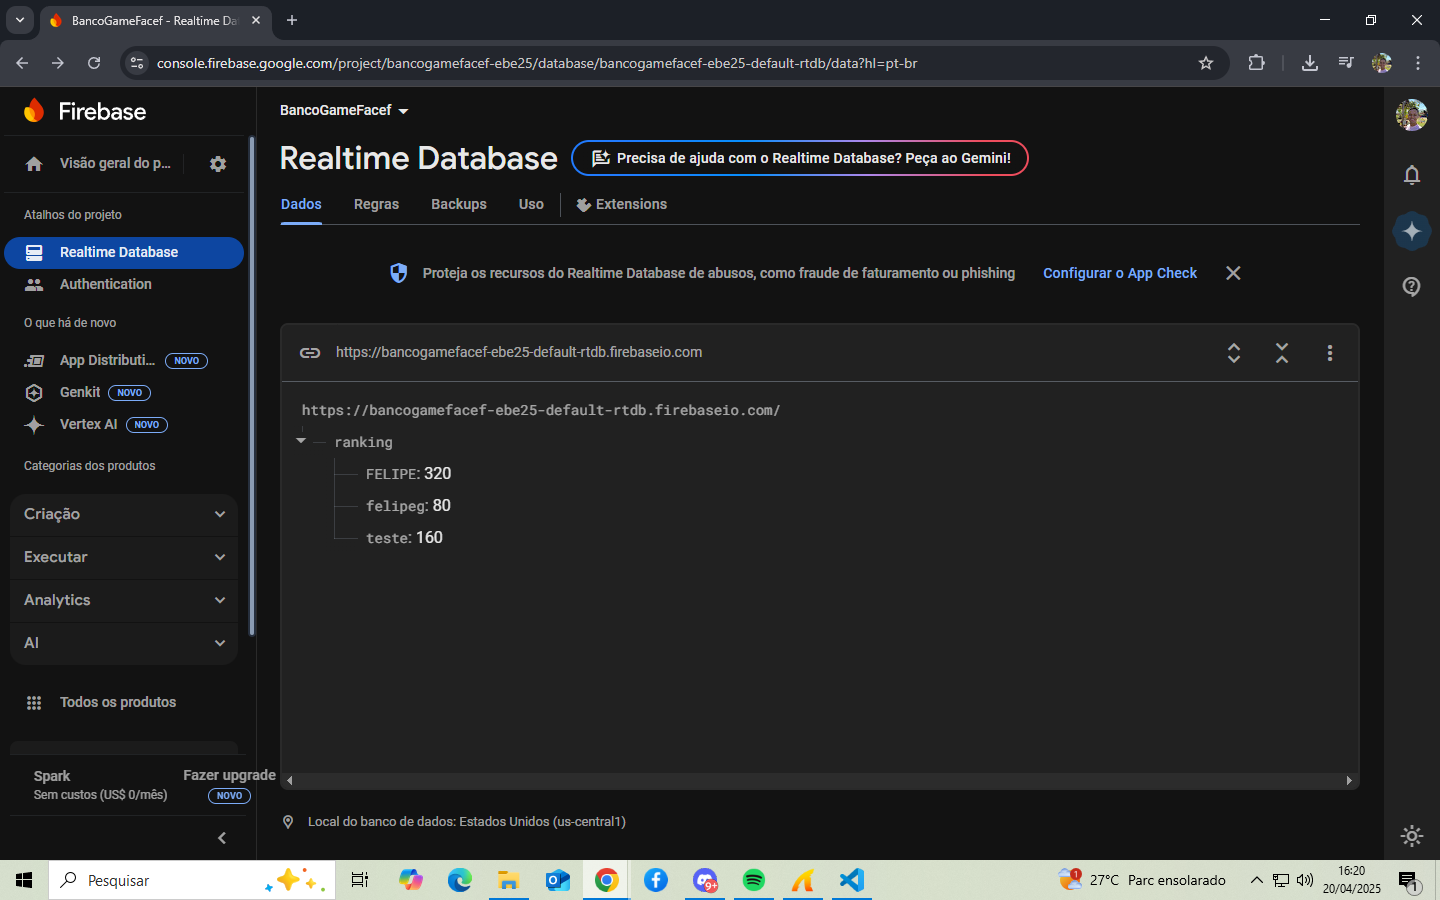 BancoGameFacef - Realtime Da
console.firebase.google.com/project/bancogamefacef-ebe25/database/bancogamefacef-ebe25-default-rtdb/data?hl=pt-br
Firebase
Visão geral do p...
Atalhos do projeto
Realtime Database
Authentication
O que há de novo
App Distributi... NOVO
Genkit NOVO
Vertex AI NOVO
Categorias dos produtos
Criação
Executar
Analytics
AI
Todos os produtos
Spark
Sem custos (US$ 0/mês)
Fazer upgrade
NOVO
BancoGameFacef
Realtime Database
Precisa de ajuda com o Realtime Database? Peça ao Gemini!
Dados Regras Backups Uso Extensions
Proteja os recursos do Realtime Database de abusos, como fraude de faturamento ou phishing Configurar o App Check
https://bancogamefacef-ebe25-default-rtdb.firebaseio.com
https://bancogamefacef-ebe25-default-rtdb.firebaseio.com/
ranking
FELIPE: 320
felipeg: 80
teste: 160
Local do banco de dados: Estados Unidos (us-central1)
Pesquisar
9+
1
27°C Parc ensolarado
16:20
20/04/2025
1